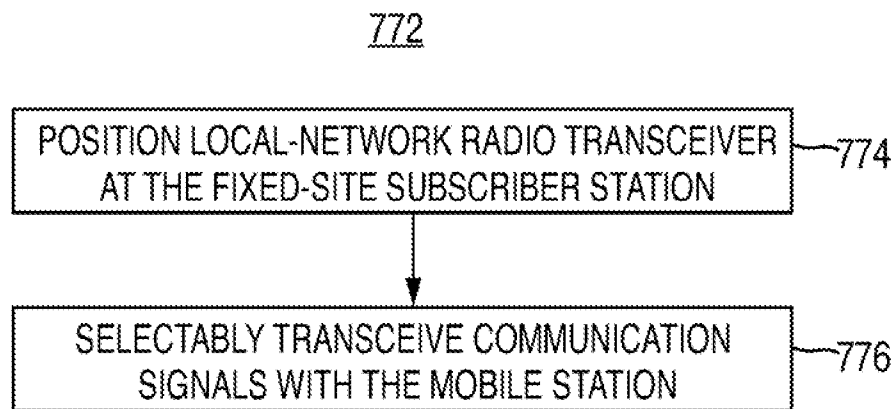 772
POSITION LOCAL-NETWORK RADIO TRANSCEIVER
AT THE FIXED-SITE SUBSCRIBER STATION
774
SELECTABLY TRANSCEIVE COMMUNICATION
SIGNALS WITH THE MOBILE STATION
776